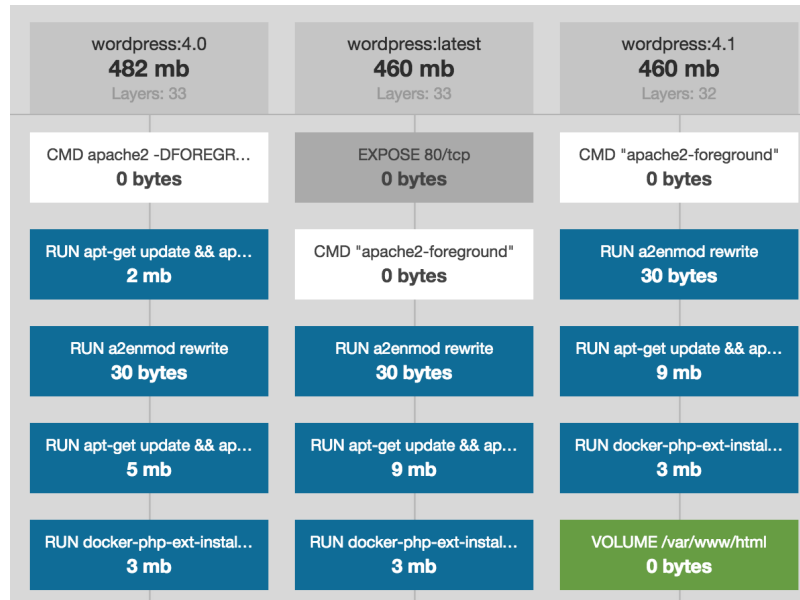 wordpress:4.0
482 mb
Layers: 33
wordpress:latest
460 mb
Layers: 33
wordpress:4.1
460 mb
Layers: 32
CMD apache2 -DFOREGR...
0 bytes
EXPOSE 80/tcp
0 bytes
CMD "apache2-foreground"
0 bytes
RUN apt-get update && ap...
2 mb
CMD "apache2-foreground"
0 bytes
RUN a2enmod rewrite
30 bytes
RUN a2enmod rewrite
30 bytes
RUN a2enmod rewrite
30 bytes
RUN apt-get update && ap...
9 mb
RUN apt-get update && ap...
5 mb
RUN apt-get update && ap...
9 mb
RUN docker-php-ext-instal...
3 mb
RUN docker-php-ext-instal...
3 mb
RUN docker-php-ext-instal...
3 mb
VOLUME /var/www/html
0 bytes